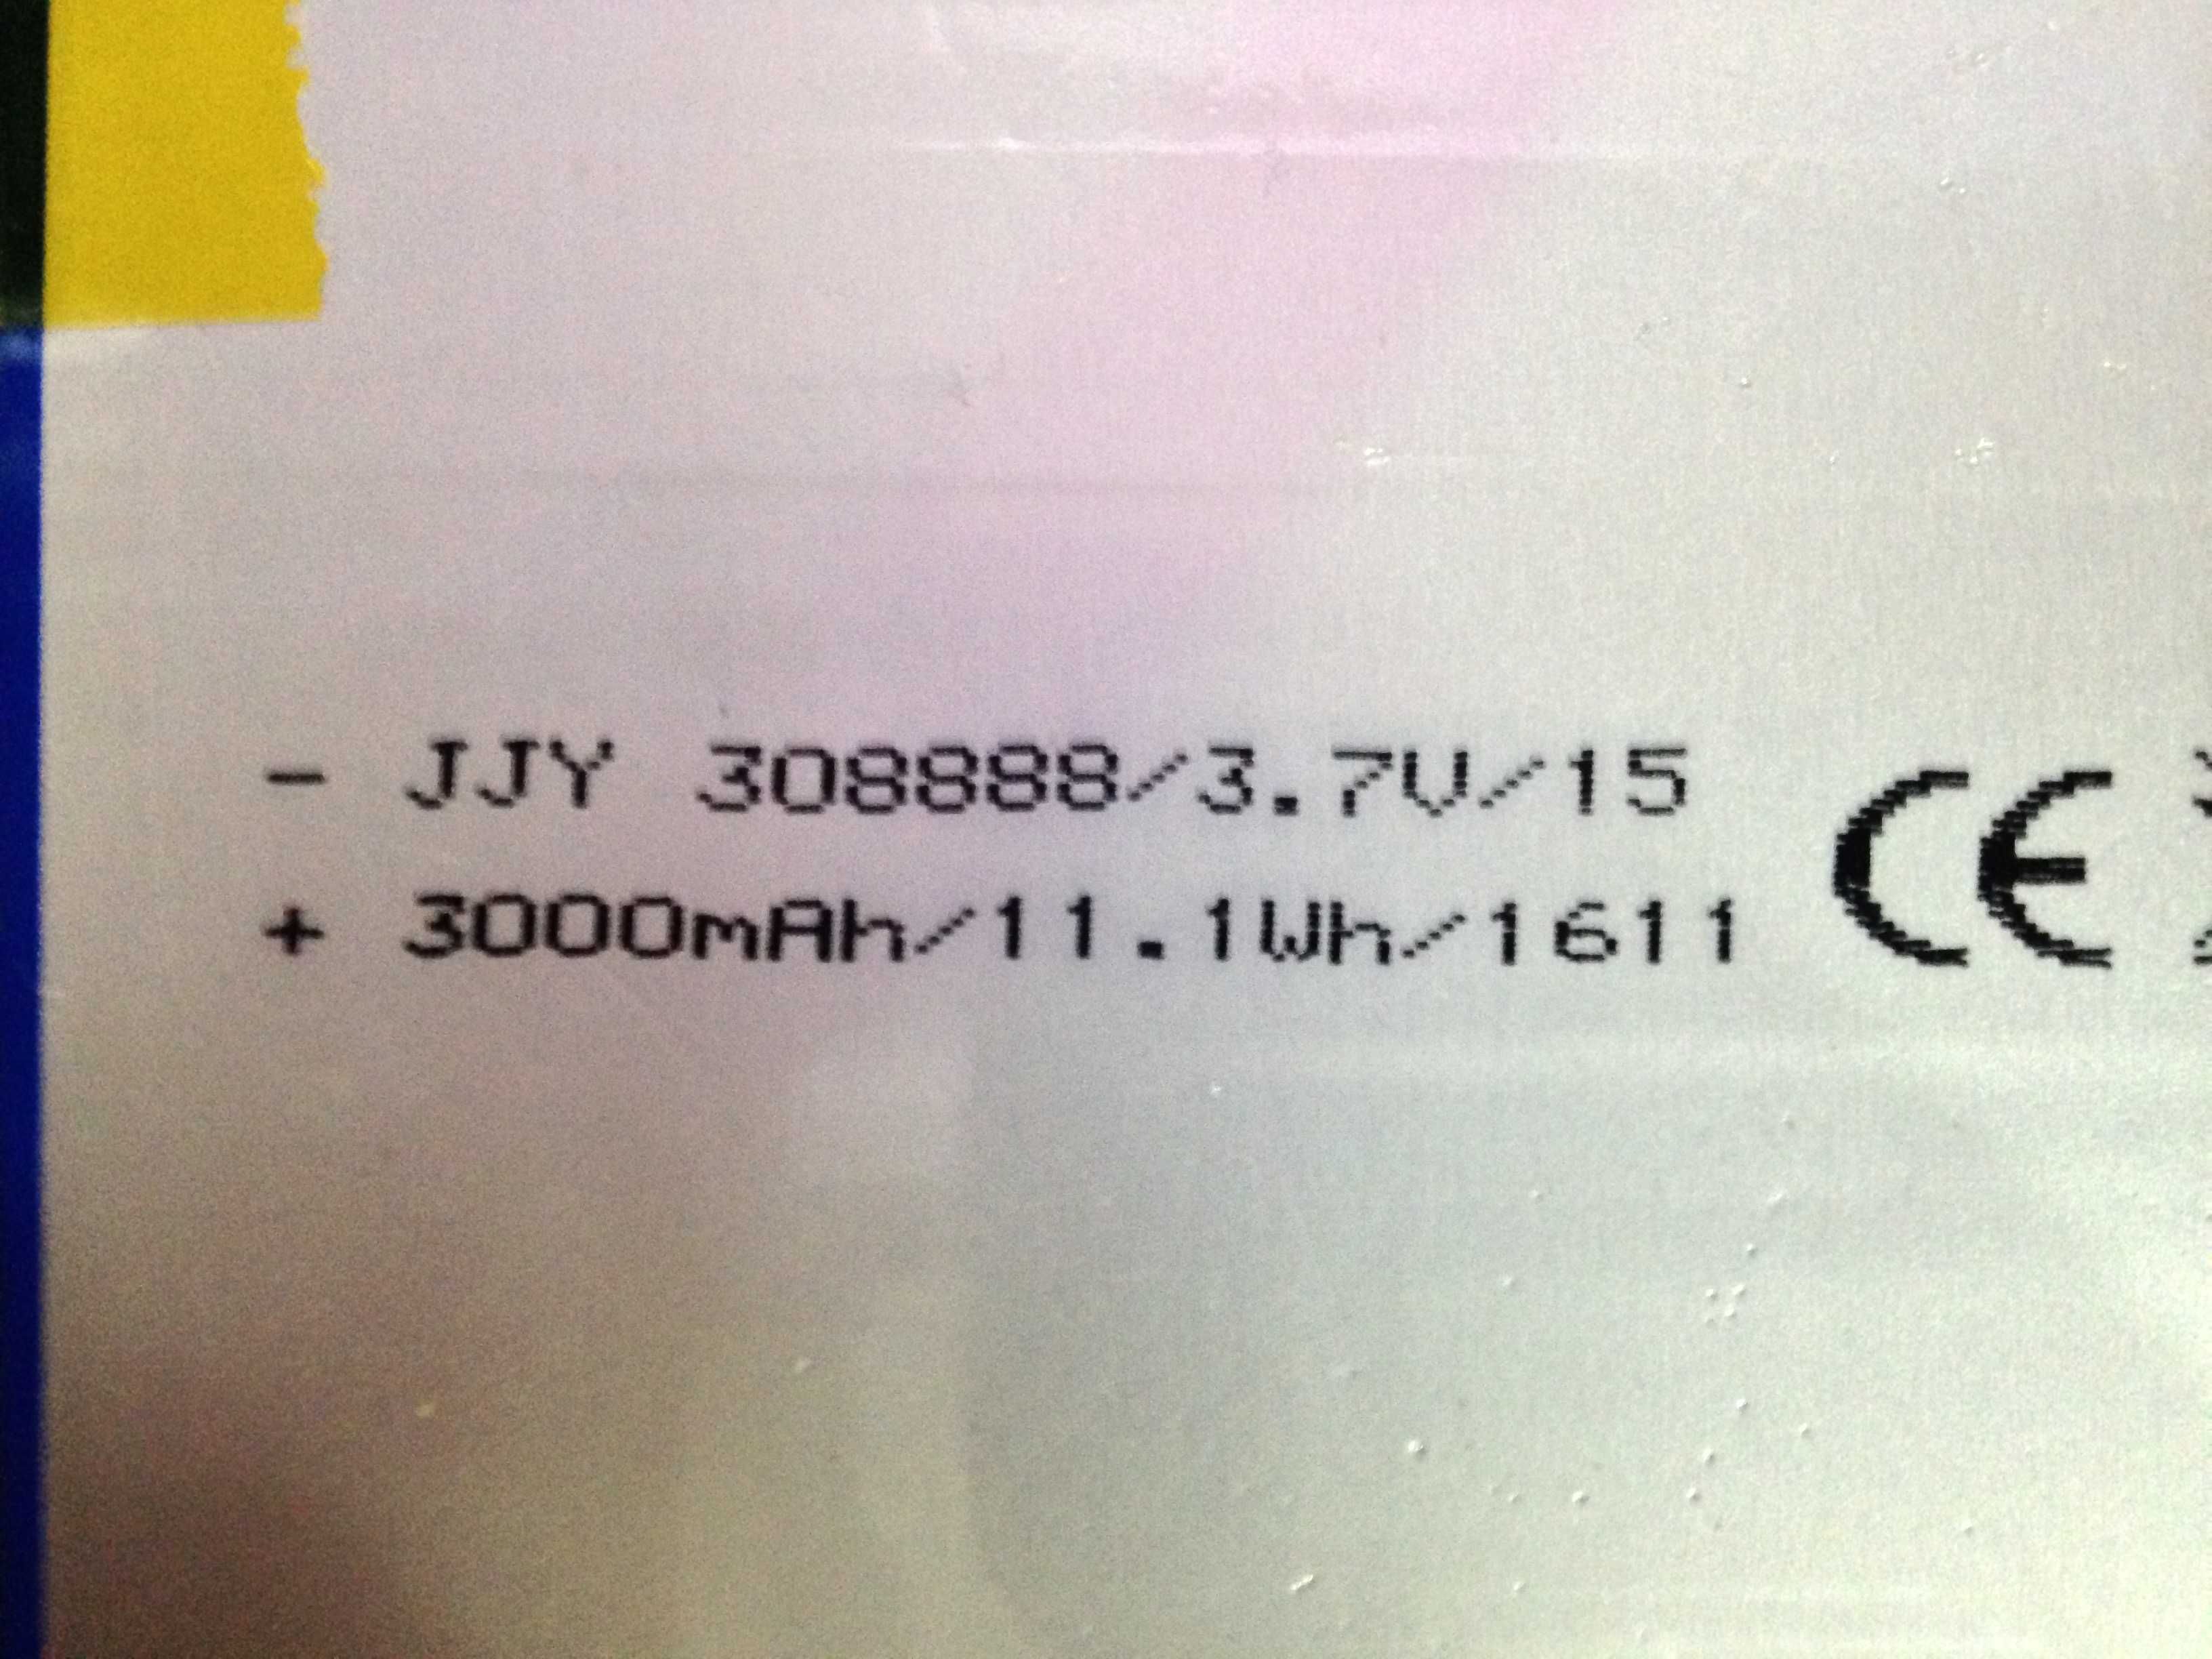 - JJY 308888/3.7V/15
+ 3000mAh/11.1Wh/1611
CE